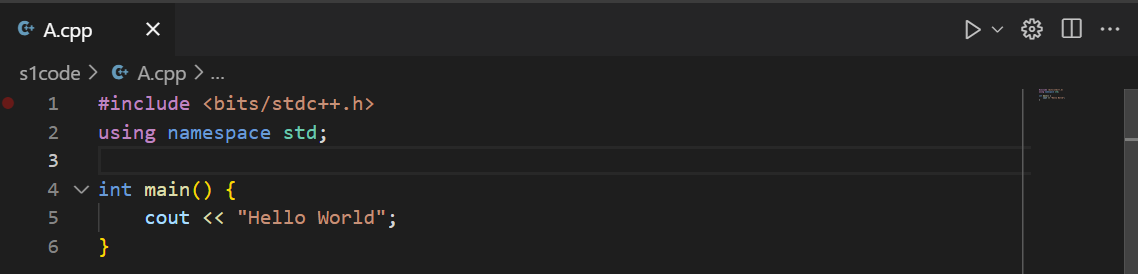 A.cpp
s1code > A.cpp > ...
1 #include <bits/stdc++.h>
2 using namespace std;
3
4 int main() {
5     cout << "Hello World";
6 }